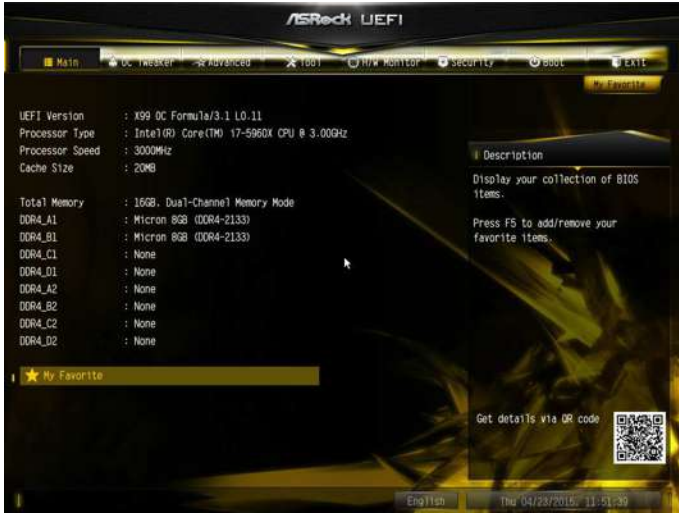 ASRock UEFI
Main OC Tweaker Advanced Tool H/W Monitor Security Boot Exit
My Favorite
UEFI Version : X99 OC Formula/3.1 L0.11
Processor Type : Intel(R) Core(TM) i7-5960X CPU @ 3.00GHz
Processor Speed : 3000MHz
Cache Size : 20MB
Total Memory : 16GB. Dual-Channel Memory Mode
DDR4_A1 : Micron 8GB (DDR4-2133)
DDR4_B1 : Micron 8GB (DDR4-2133)
DDR4_C1 : None
DDR4_D1 : None
DDR4_A2 : None
DDR4_B2 : None
DDR4_C2 : None
DDR4_D2 : None
My Favorite
Description
Display your collection of BIOS
items.
Press F5 to add/remove your
favorite items.
Get details via QR code
English
Thu 04/23/2015, 11:51:39